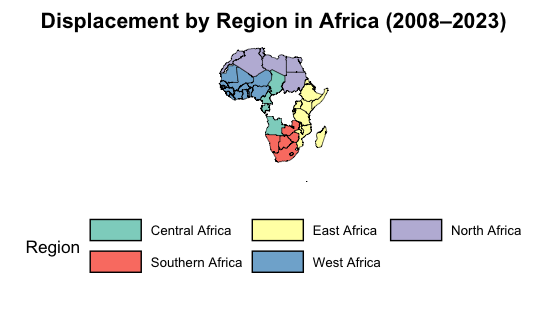 Displacement by Region in Africa (2008–2023)
Region
Central Africa
East Africa
North Africa
Southern Africa
West Africa